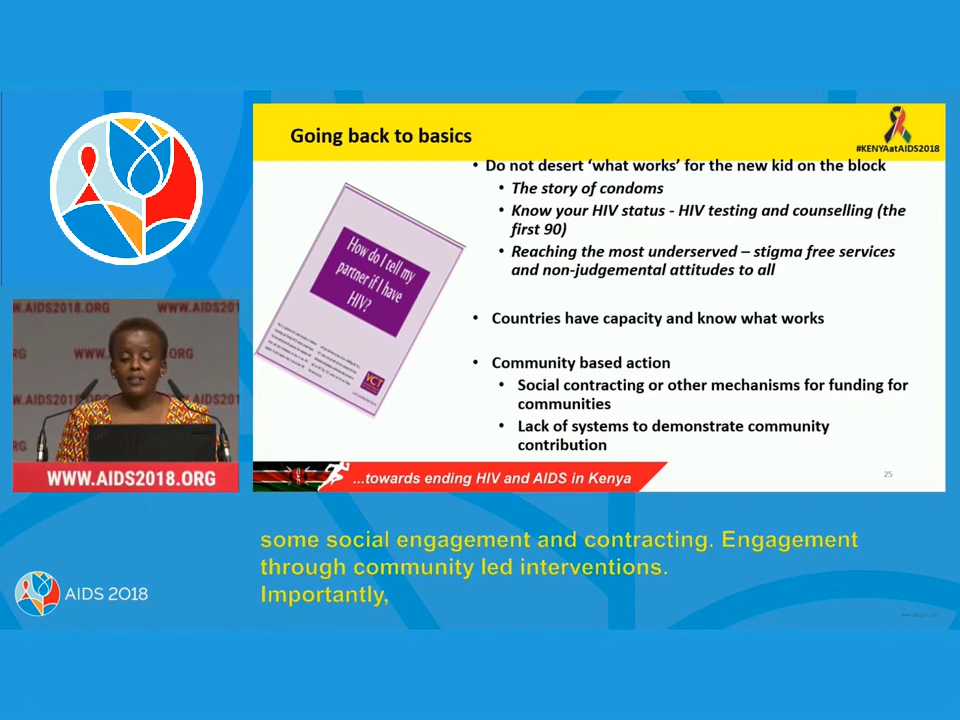 Going back to basics
#KENYAatAIDS2018
• Do not desert ‘what works’ for the new kid on the block
• The story of condoms
• Know your HIV status - HIV testing and counselling (the
first 90)
• Reaching the most underserved – stigma free services
and non-judgemental attitudes to all
• Countries have capacity and know what works
• Community based action
• Social contracting or other mechanisms for funding for
communities
• Lack of systems to demonstrate community
contribution
How do I tell my
partner if I have
HIV?
VCT
...towards ending HIV and AIDS in Kenya
25
W.AIDS2018.ORG
WWW.AIDS201
WWW.
RG
W.AIDS20
AIDS2018.
RG
WWW.AIDS2018.ORG
some social engagement and contracting. Engagement
through community led interventions.
Importantly,
AIDS 2018